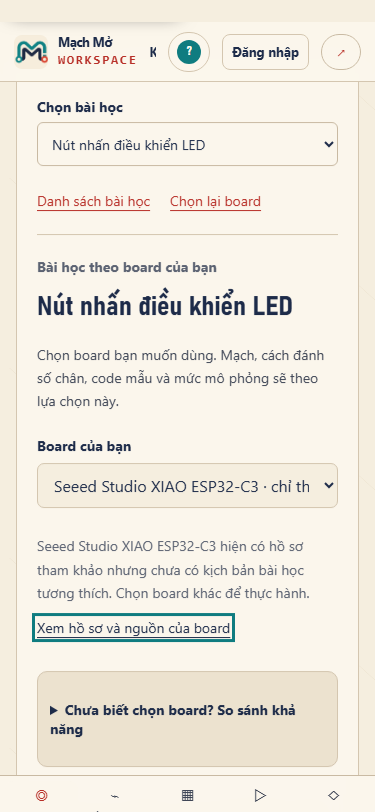 Mạch Mở
WORKSPACE
K
?
Đăng nhập
↗
Chọn bài học
Nút nhấn điều khiển LED
Danh sách bài học Chọn lại board
Bài học theo board của bạn
Nút nhấn điều khiển LED
Chọn board bạn muốn dùng. Mạch, cách đánh
số chân, code mẫu và mức mô phỏng sẽ theo
lựa chọn này.
Board của bạn
Seeed Studio XIAO ESP32-C3 · chỉ th
Seeed Studio XIAO ESP32-C3 hiện có hồ sơ
tham khảo nhưng chưa có kịch bản bài học
tương thích. Chọn board khác để thực hành.
Xem hồ sơ và nguồn của board
▶ Chưa biết chọn board? So sánh khả
năng